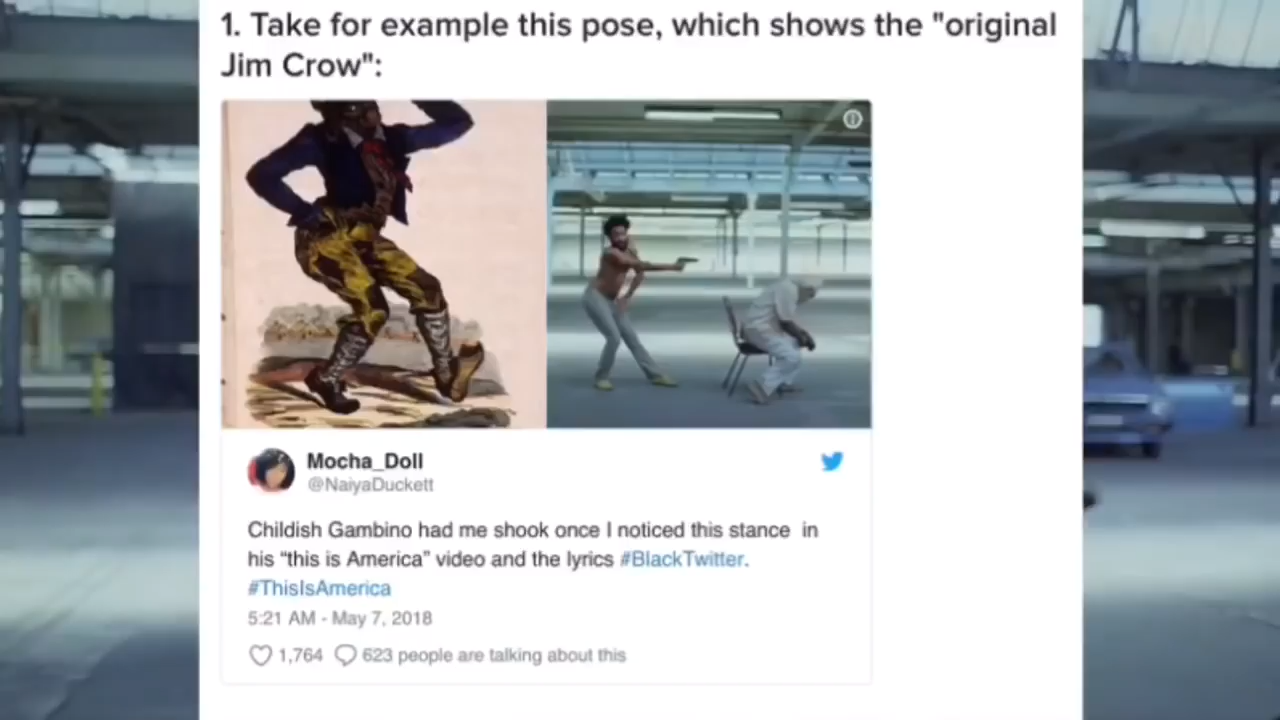 1. Take for example this pose, which shows the "original
Jim Crow":
Mocha_Doll
@NaiyaDuckett
Childish Gambino had me shook once I noticed this stance in
his “this is America” video and the lyrics #BlackTwitter.
#ThisIsAmerica
5:21 AM - May 7, 2018
1,764 623 people are talking about this